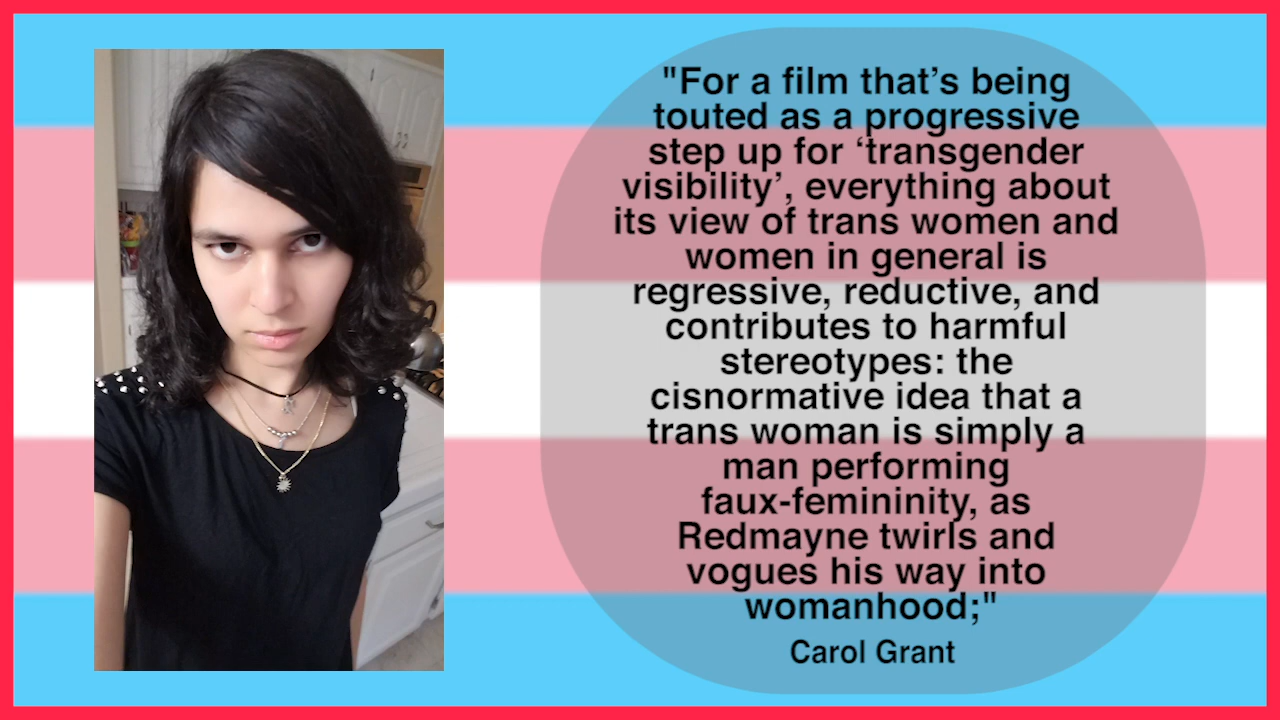 "For a film that’s being
touted as a progressive
step up for ‘transgender
visibility’, everything about
its view of trans women and
women in general is
regressive, reductive, and
contributes to harmful
stereotypes: the
cisnormative idea that a
trans woman is simply a
man performing
faux-femininity, as
Redmayne twirls and
vogues his way into
womanhood;"
Carol Grant